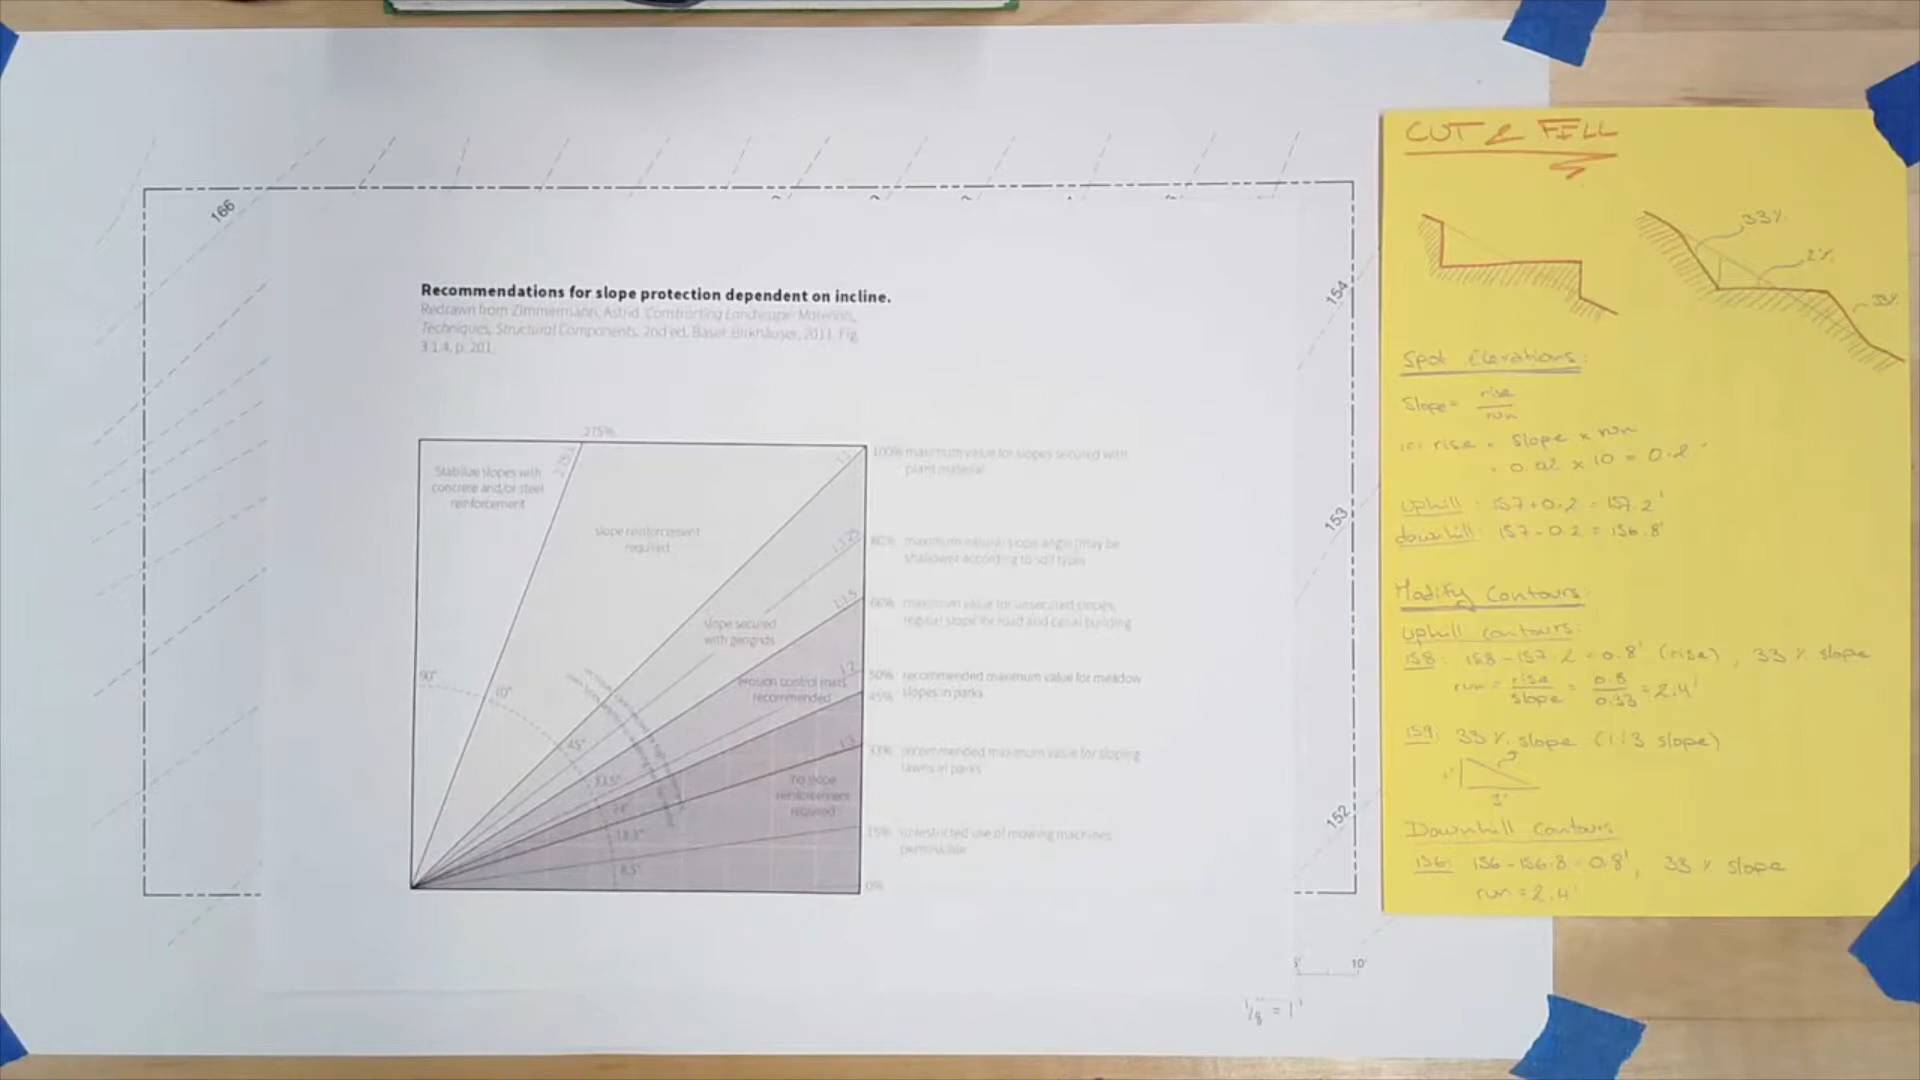 166
154
153
152
Recommendations for slope protection dependent on incline.
Redrawn from Zimmermann, Astrid. Constructing Landscape: Materials,
Techniques, Structural Components. 2nd ed. Basel: Birkhäuser, 2011. Fig.
3.1.4, p. 201.
275%
Stabilize slopes with
concrete and/or steel
reinforcement
slope reinforcement
required
slope secured
with geogrids
erosion control mats
recommended
no slope
reinforcement
required
1:1.25
1:1.5
1:2
1:3
90°
70°
45°
33.5°
24°
8.5°
100% maximum value for slopes secured with
plant material
80% maximum natural slope angle (may be
shallower according to soil type)
66% maximum value for unsecured slopes,
regular slope for road and canal building
50% recommended maximum value for meadow
45% slopes in parks
33% recommended maximum value for sloping
lawns in parks
15% unrestricted use of mowing machines
permissible
0%
5' 10'
1/8" = 1'
CUT & FILL
33%
2%
33%
Spot elevations:
Slope = rise
run
rise = slope x run
= 0.02 x 10 = 0.2'
uphill: 157+0.2 = 157.2'
downhill: 157-0.2 = 156.8'
Modify Contours:
Uphill contours:
158: 158-157.2 = 0.8' (rise), 33% slope
run = rise/slope = 0.8/0.33 = 2.4'
159: 33% slope (1:3 slope)
1'
3'
Downhill Contours
156: 156-156.8 = 0.8', 33% slope
run = 2.4'